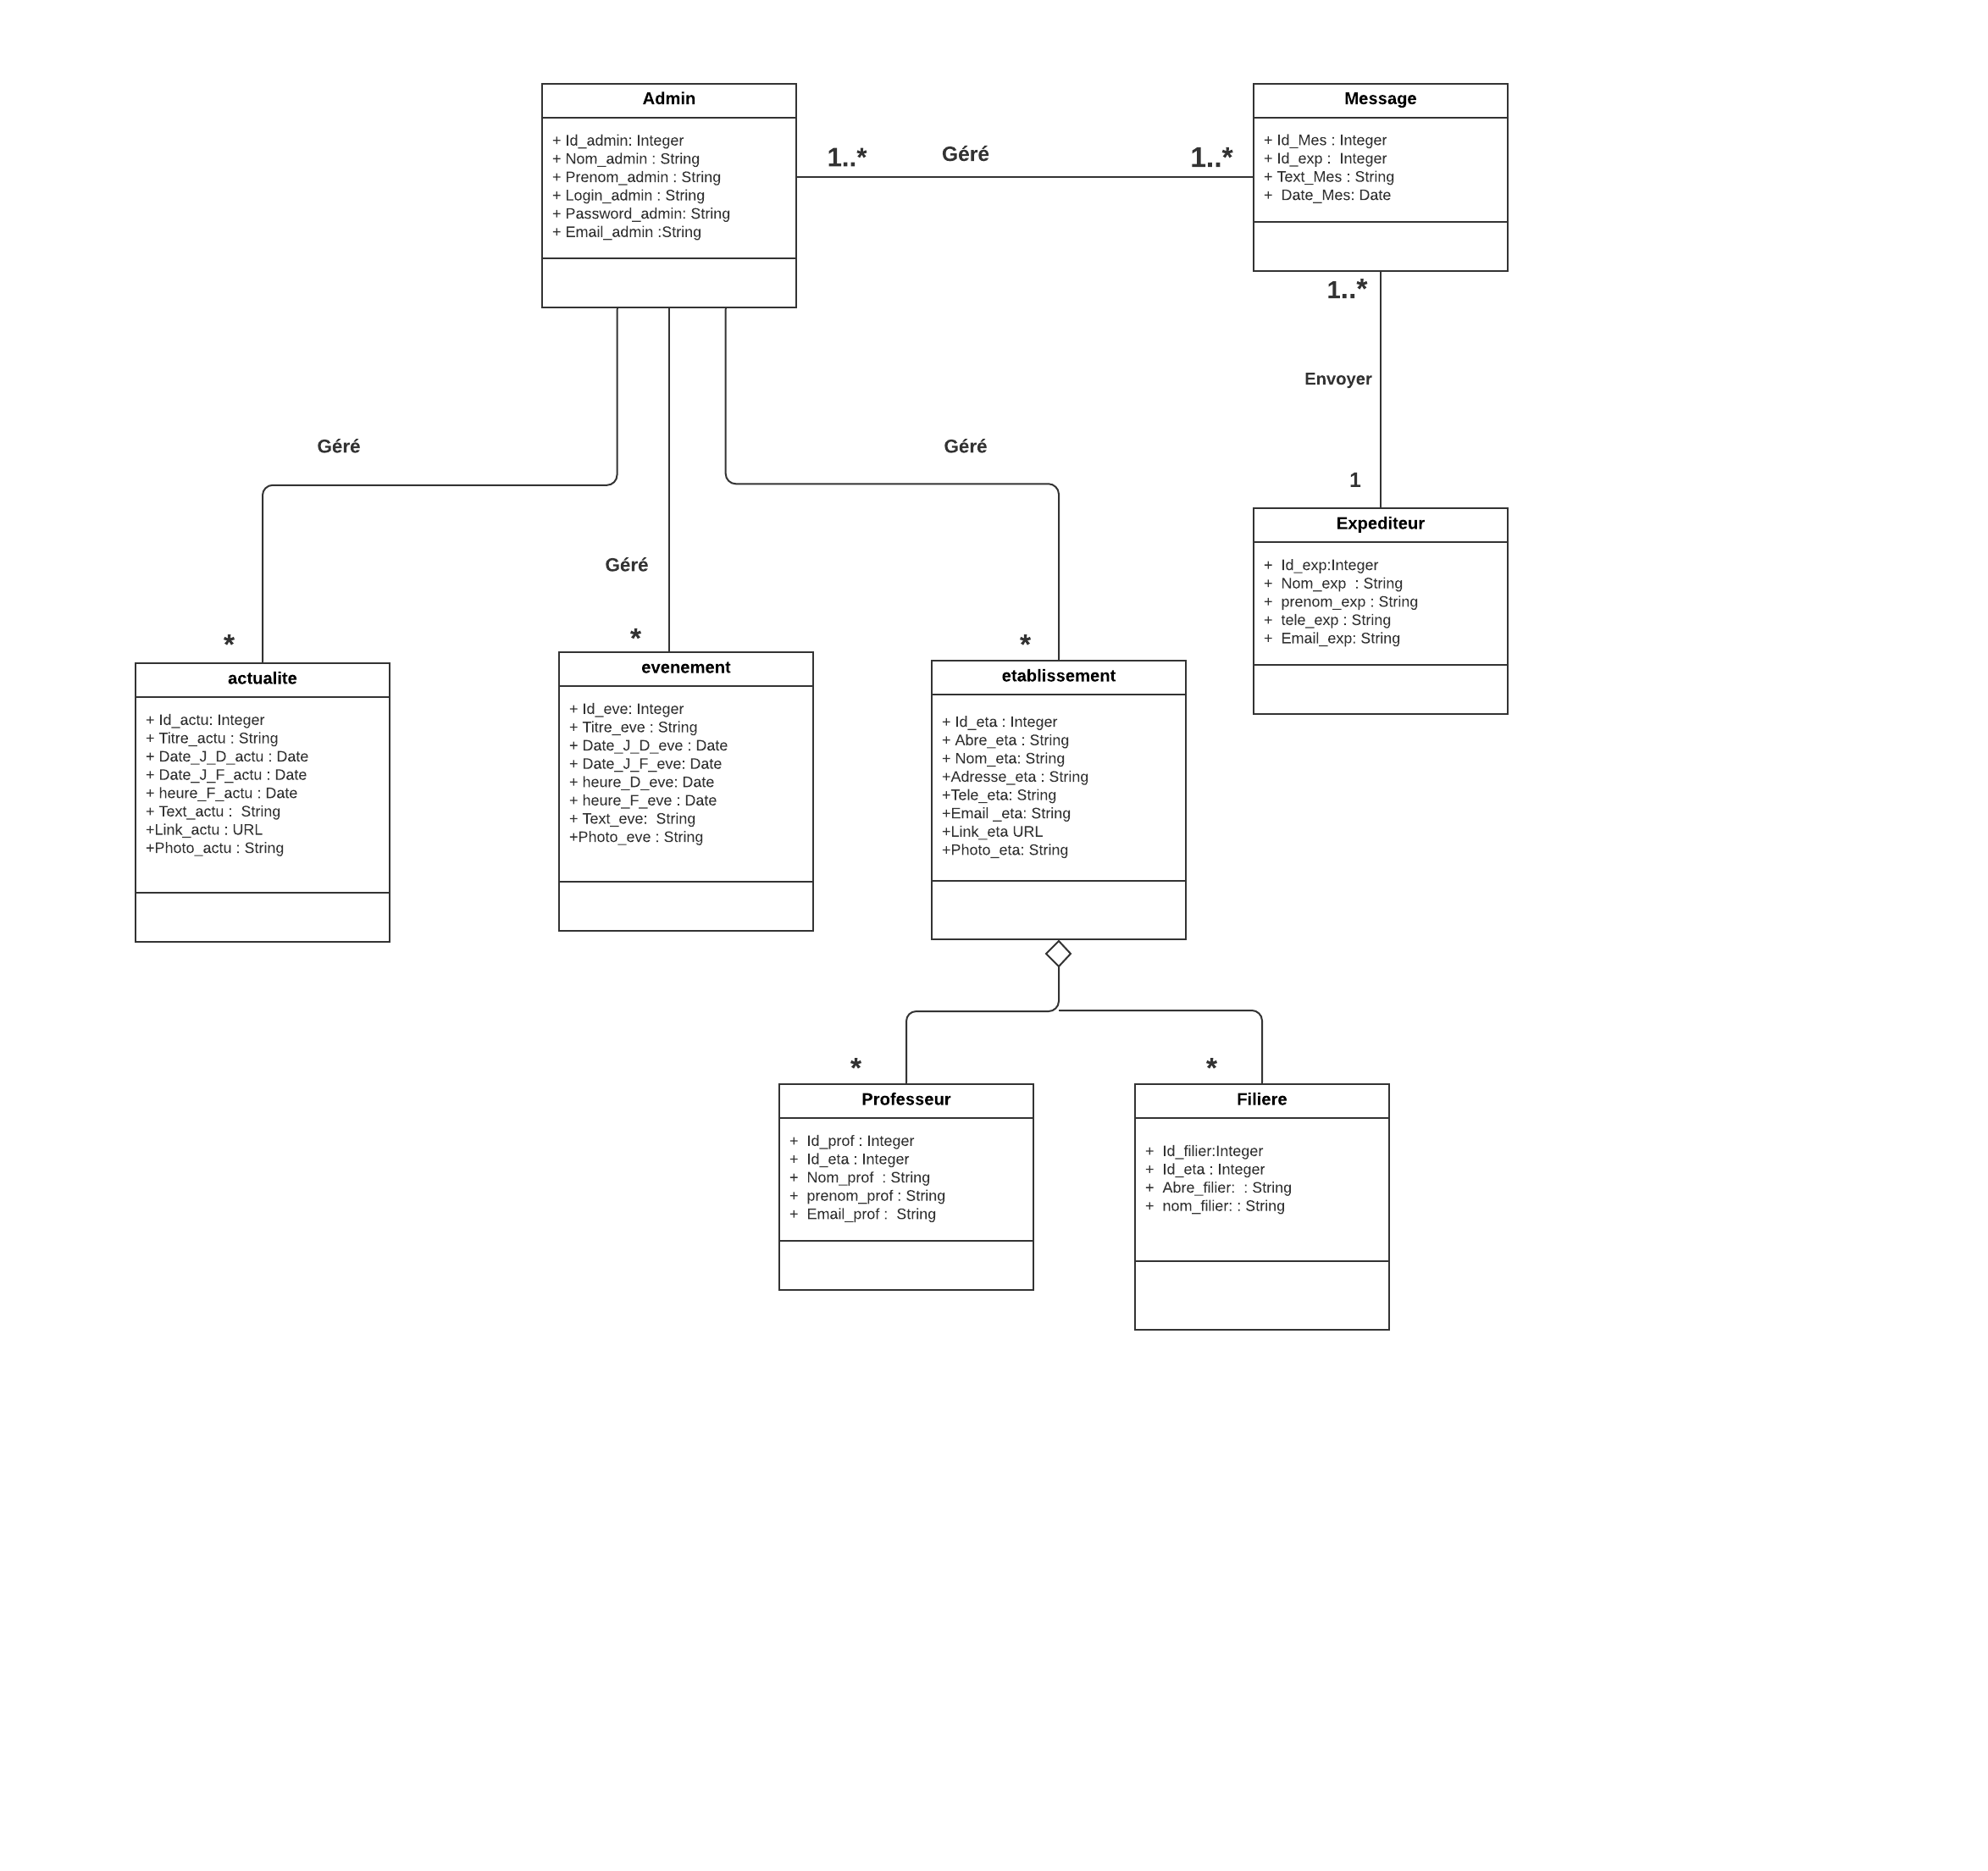 Admin
+ Id_admin: Integer
+ Nom_admin : String
+ Prenom_admin : String
+ Login_admin : String
+ Password_admin: String
+ Email_admin :String
1..*
Géré
1..*
Message
+ Id_Mes : Integer
+ Id_exp :  Integer
+ Text_Mes : String
+  Date_Mes: Date
1..*
Envoyer
1
Géré
Géré
Géré
*
*
*
Expediteur
+  Id_exp:Integer
+  Nom_exp  : String
+  prenom_exp : String
+  tele_exp : String
+  Email_exp: String
actualite
+ Id_actu: Integer
+ Titre_actu : String
+ Date_J_D_actu : Date
+ Date_J_F_actu : Date
+ heure_F_actu : Date
+ Text_actu :  String
+Link_actu : URL
+Photo_actu : String
evenement
+ Id_eve: Integer
+ Titre_eve : String
+ Date_J_D_eve : Date
+ Date_J_F_eve: Date
+ heure_D_eve: Date
+ heure_F_eve : Date
+ Text_eve:  String
+Photo_eve : String
etablissement
+ Id_eta : Integer
+ Abre_eta : String
+ Nom_eta: String
+Adresse_eta : String
+Tele_eta: String
+Email _eta: String
+Link_eta URL
+Photo_eta: String
*
*
Professeur
+  Id_prof : Integer
+  Id_eta : Integer
+  Nom_prof  : String
+  prenom_prof : String
+  Email_prof :  String
Filiere
+  Id_filier:Integer
+  Id_eta : Integer
+  Abre_filier:  : String
+  nom_filier: : String